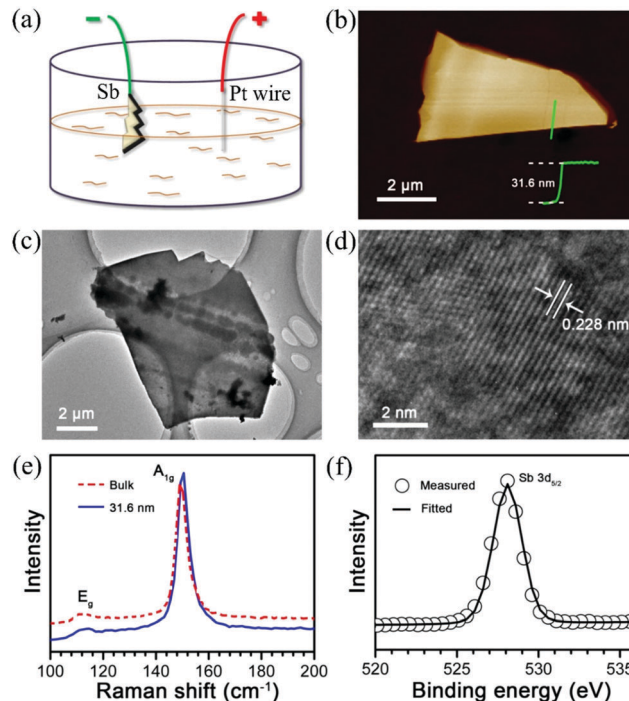 (a)
-
+
Sb
Pt wire
(b)
31.6 nm
2 μm
(c)
2 μm
(d)
0.228 nm
2 nm
(e)
A1g
Bulk
31.6 nm
Eg
Intensity
100 120 140 160 180 200
Raman shift (cm⁻¹)
(f)
Sb 3d5/2
Measured
Fitted
Intensity
520 525 530 535
Binding energy (eV)